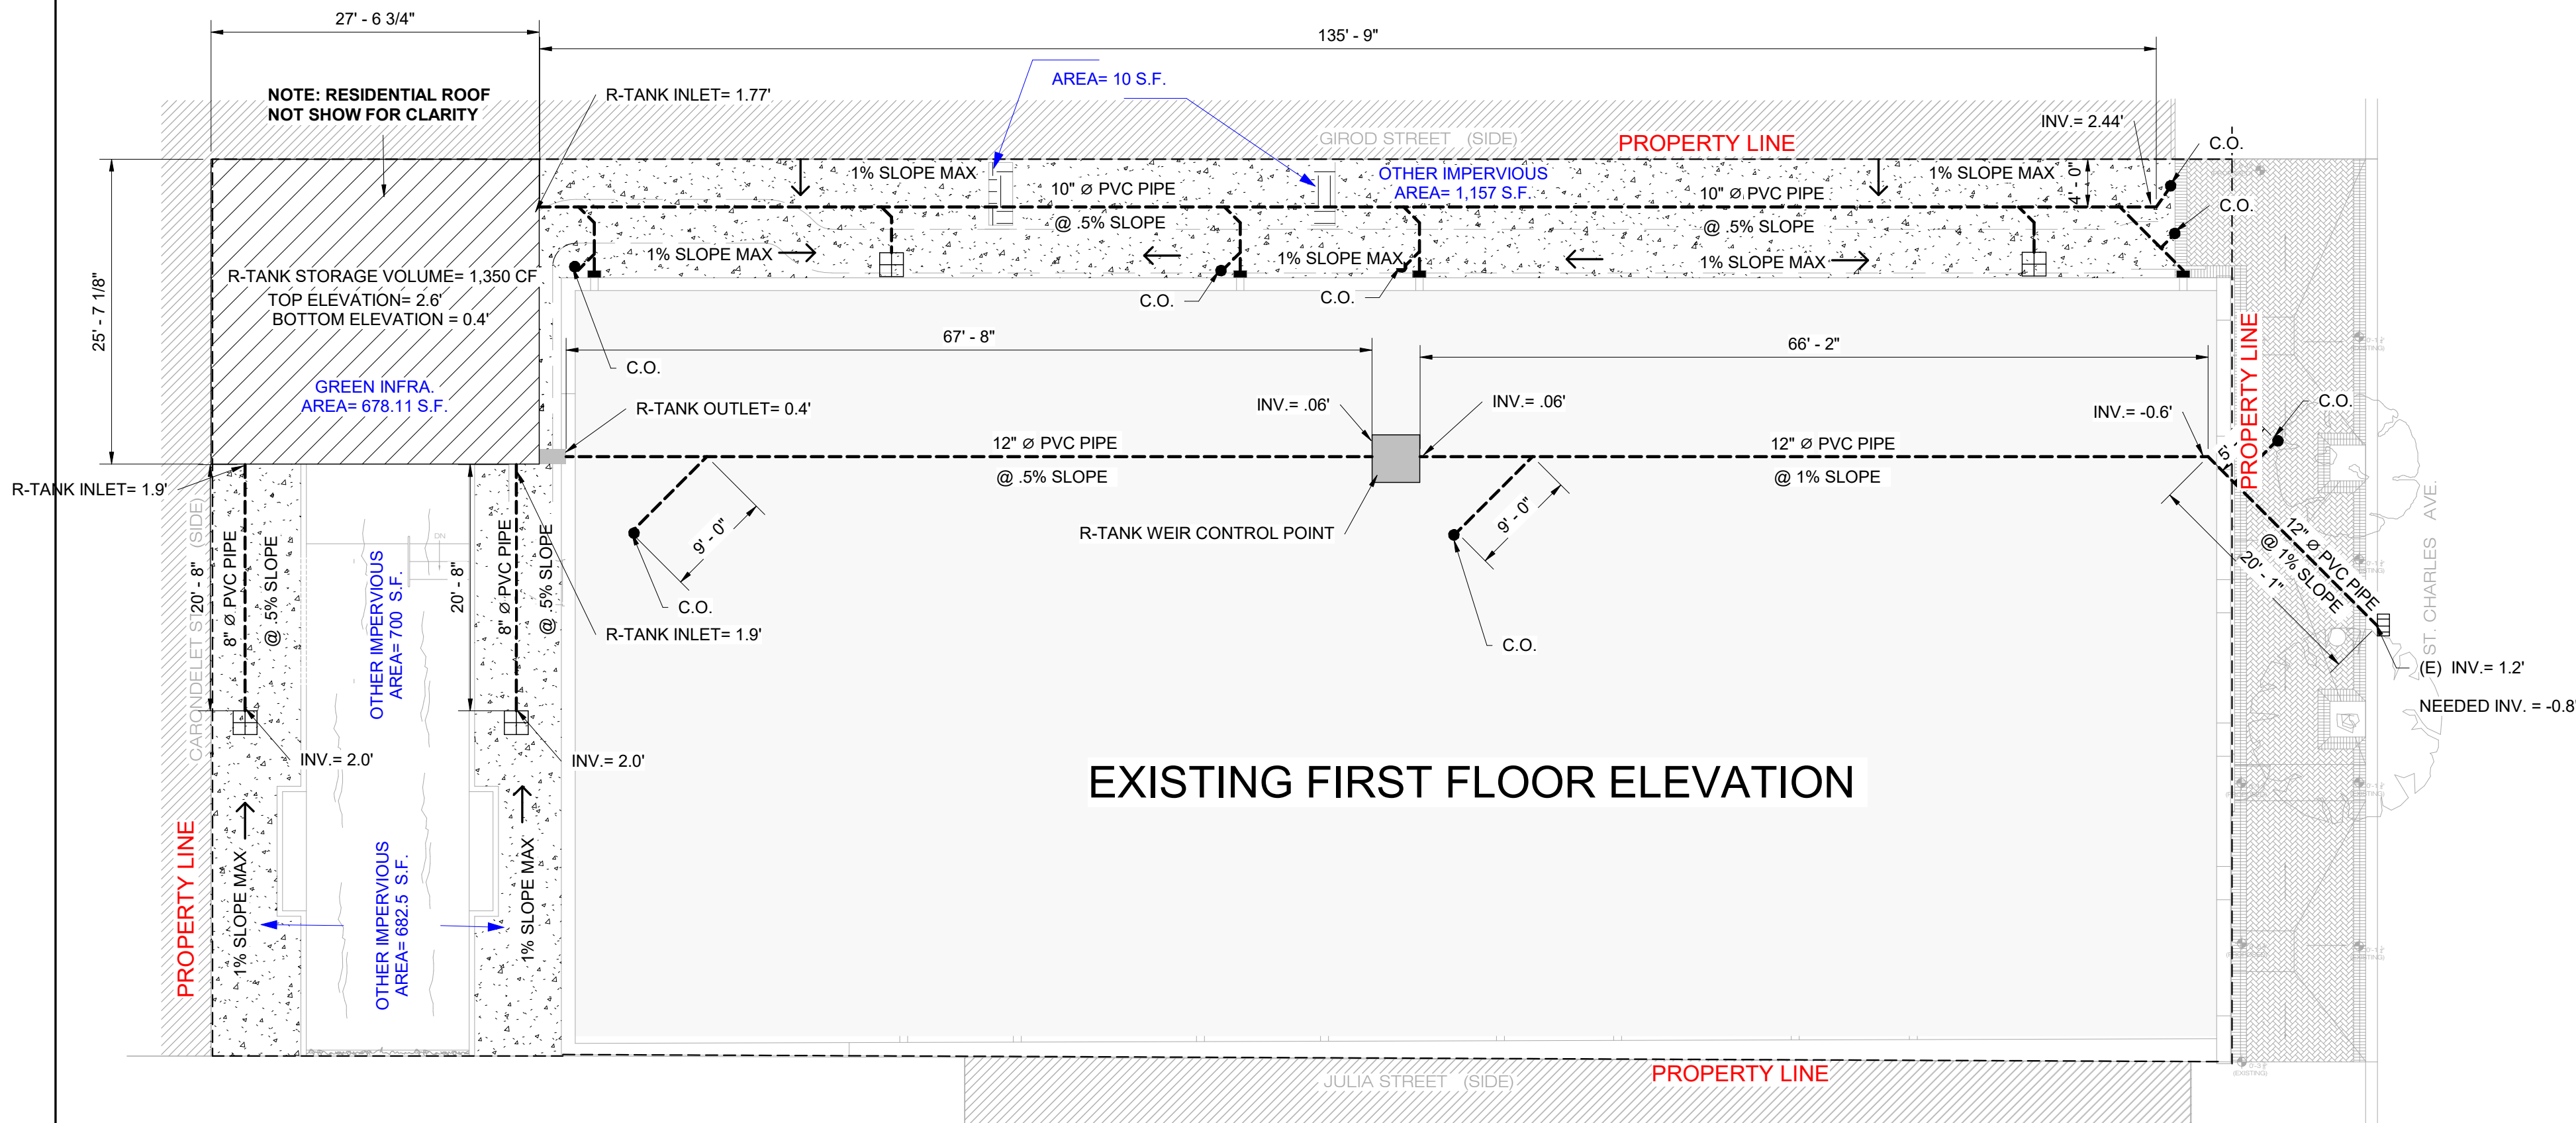 27' - 6 3/4"
135' - 9"
NOTE: RESIDENTIAL ROOF
NOT SHOW FOR CLARITY
R-TANK INLET= 1.77'
AREA= 10 S.F.
GIROD STREET (SIDE)
PROPERTY LINE
INV.= 2.44'
C.O.
1% SLOPE MAX
10" Ø PVC PIPE
@ .5% SLOPE
OTHER IMPERVIOUS
AREA= 1,157 S.F.
10" Ø PVC PIPE
@ .5% SLOPE
1% SLOPE MAX
4' - 0"
C.O.
1% SLOPE MAX
1% SLOPE MAX
1% SLOPE MAX
25' - 7 1/8"
R-TANK STORAGE VOLUME= 1,350 CF
TOP ELEVATION= 2.6'
BOTTOM ELEVATION = 0.4'
C.O.
C.O.
67' - 8"
66' - 2"
C.O.
GREEN INFRA.
AREA= 678.11 S.F.
R-TANK OUTLET= 0.4'
INV.= .06'
INV.= .06'
INV.= -0.6'
C.O.
PROPERTY LINE
12" Ø PVC PIPE
@ .5% SLOPE
12" Ø PVC PIPE
@ 1% SLOPE
5'
R-TANK INLET= 1.9'
CARONDELET ST. (SIDE)
20' - 8"
8" Ø PVC PIPE
@ .5% SLOPE
DN
OTHER IMPERVIOUS
AREA= 700 S.F.
20' - 8"
8" Ø PVC PIPE
@ .5% SLOPE
9' - 0"
C.O.
R-TANK INLET= 1.9'
R-TANK WEIR CONTROL POINT
9' - 0"
C.O.
12" Ø PVC PIPE
@ 1% SLOPE
20' - 1"
ST. CHARLES AVE.
(E) INV.= 1.2'
NEEDED INV. = -0.8'
INV.= 2.0'
INV.= 2.0'
EXISTING FIRST FLOOR ELEVATION
PROPERTY LINE
1% SLOPE MAX
OTHER IMPERVIOUS
AREA= 682.5 S.F.
1% SLOPE MAX
JULIA STREET (SIDE)
PROPERTY LINE
(EXISTING)